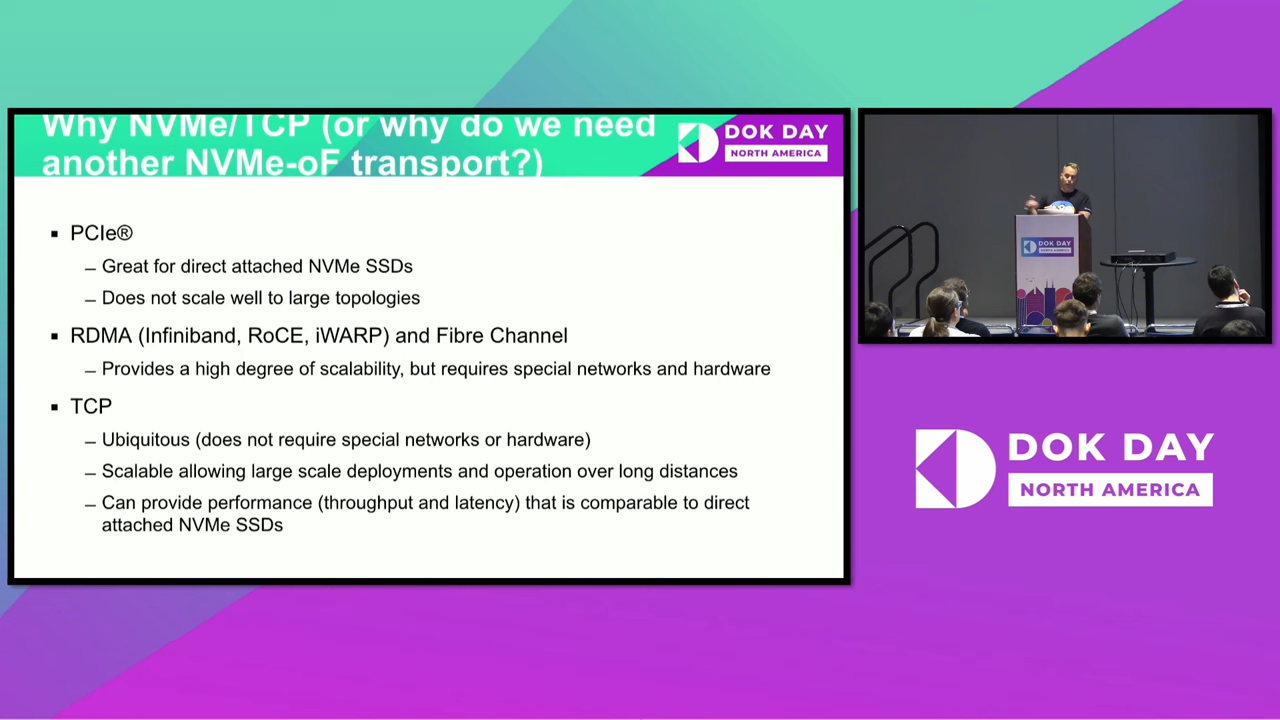 Why NVMe/TCP (or why do we need
another NVMe-oF transport?)
DOK DAY
NORTH AMERICA
▪ PCIe®
– Great for direct attached NVMe SSDs
– Does not scale well to large topologies
▪ RDMA (Infiniband, RoCE, iWARP) and Fibre Channel
– Provides a high degree of scalability, but requires special networks and hardware
▪ TCP
– Ubiquitous (does not require special networks or hardware)
– Scalable allowing large scale deployments and operation over long distances
– Can provide performance (throughput and latency) that is comparable to direct
attached NVMe SSDs
DOK DAY
NORTH AMERICA
DOK DAY
NORTH AMERICA